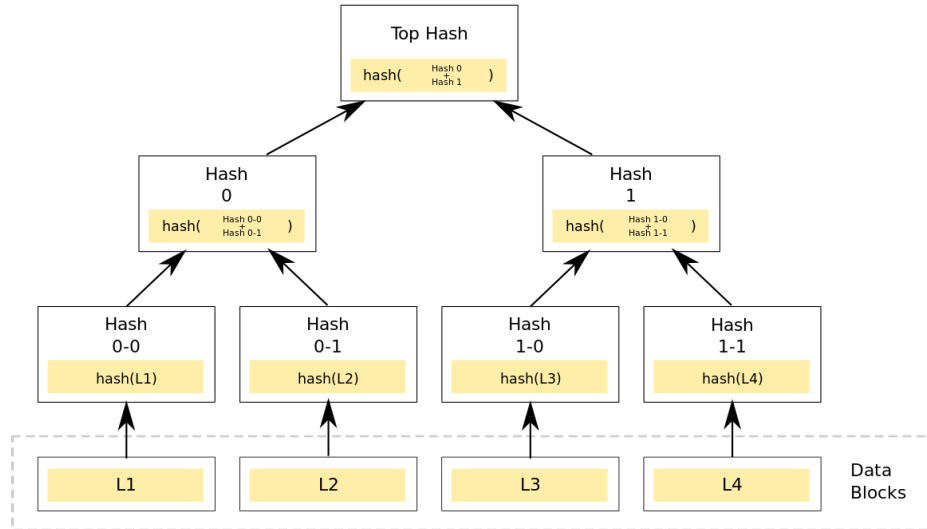 Top Hash
hash( Hash 0 + Hash 1 )
Hash
0
hash( Hash 0-0 + Hash 0-1 )
Hash
1
hash( Hash 1-0 + Hash 1-1 )
Hash
0-0
hash(L1)
Hash
0-1
hash(L2)
Hash
1-0
hash(L3)
Hash
1-1
hash(L4)
L1
L2
L3
L4
Data
Blocks